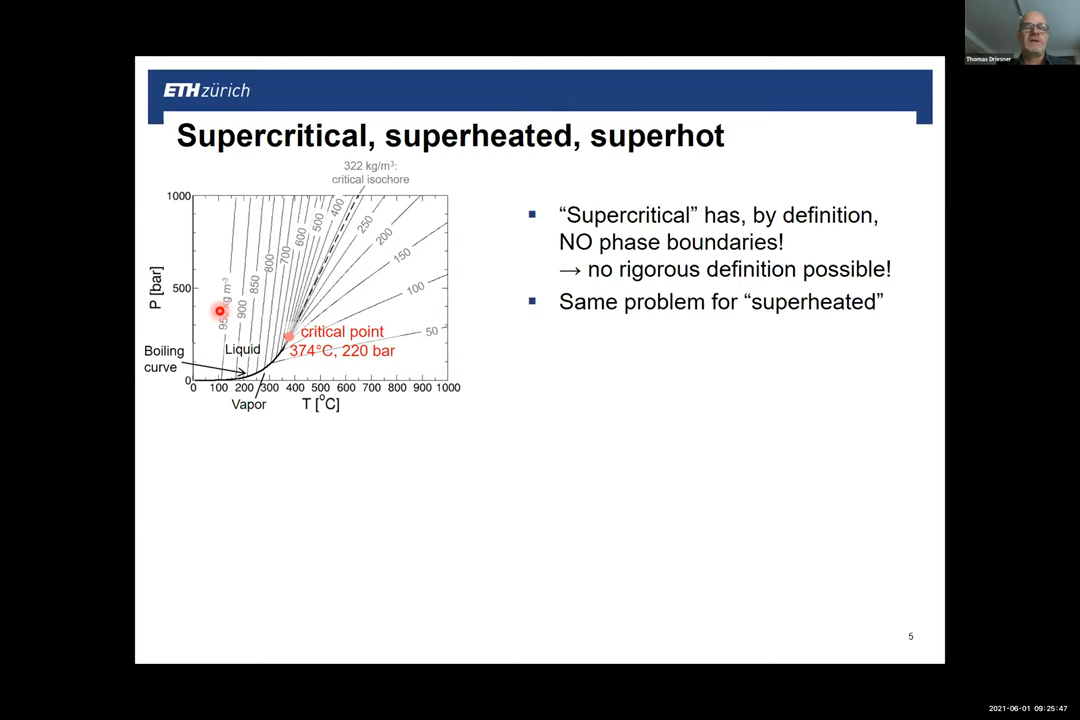 Thomas Driesner
ETH zürich
Supercritical, superheated, superhot
322 kg/m³:
critical isochore
1000
500
0
P [bar]
950 kg m⁻³
900
850
800
700
600
500
400
250
200
150
100
50
critical point
374°C, 220 bar
Liquid
Boiling
curve
Vapor
0 100 200 300 400 500 600 700 800 900 1000
T [°C]
▪ “Supercritical” has, by definition,
NO phase boundaries!
→ no rigorous definition possible!
▪ Same problem for “superheated”
5
2021-06-01 09:25:47